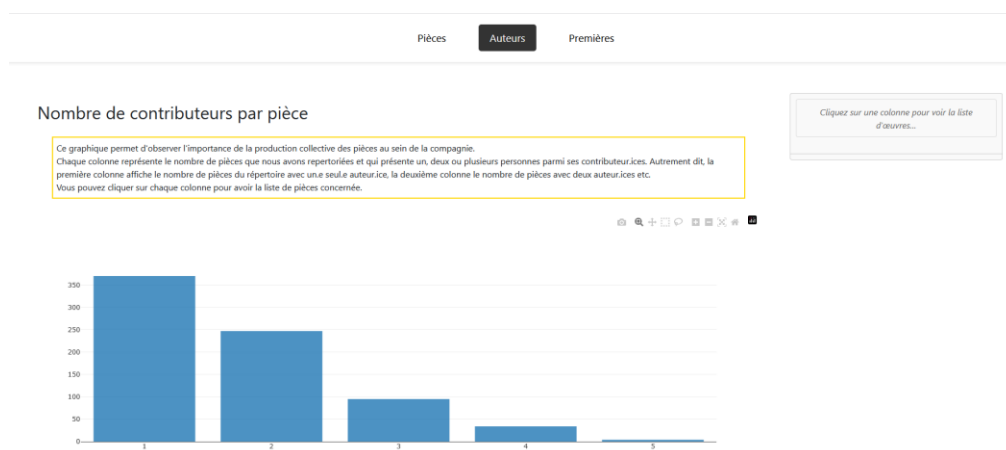 Pièces Auteurs Premières
Nombre de contributeurs par pièce
Cliquez sur une colonne pour voir la liste
d'œuvres...
Ce graphique permet d'observer l'importance de la production collective des pièces au sein de la compagnie.
Chaque colonne représente le nombre de pièces que nous avons repertoriées et qui présente un, deux ou plusieurs personnes parmi ses contributeur.ices. Autrement dit, la
première colonne affiche le nombre de pièces du répertoire avec un.e seul.e auteur.ice, la deuxième colonne le nombre de pièces avec deux auteur.ices etc.
Vous pouvez cliquer sur chaque colonne pour avoir la liste de pièces concernée.
350
300
250
200
150
100
50
0
1 2 3 4 5